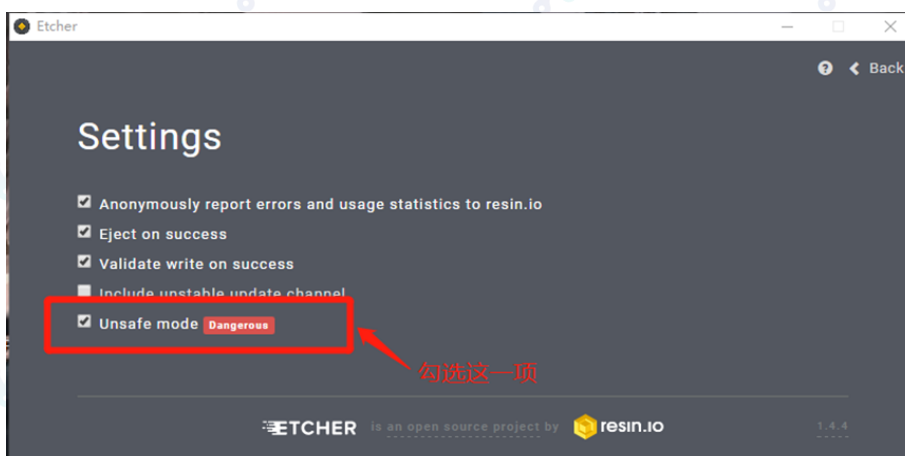 Etcher
Back
Settings
Anonymously report errors and usage statistics to resin.io
Eject on success
Validate write on success
Include unstable update channel
Unsafe mode Dangerous
勾选这一项
ETCHER is an open source project by resin.io 1.4.4